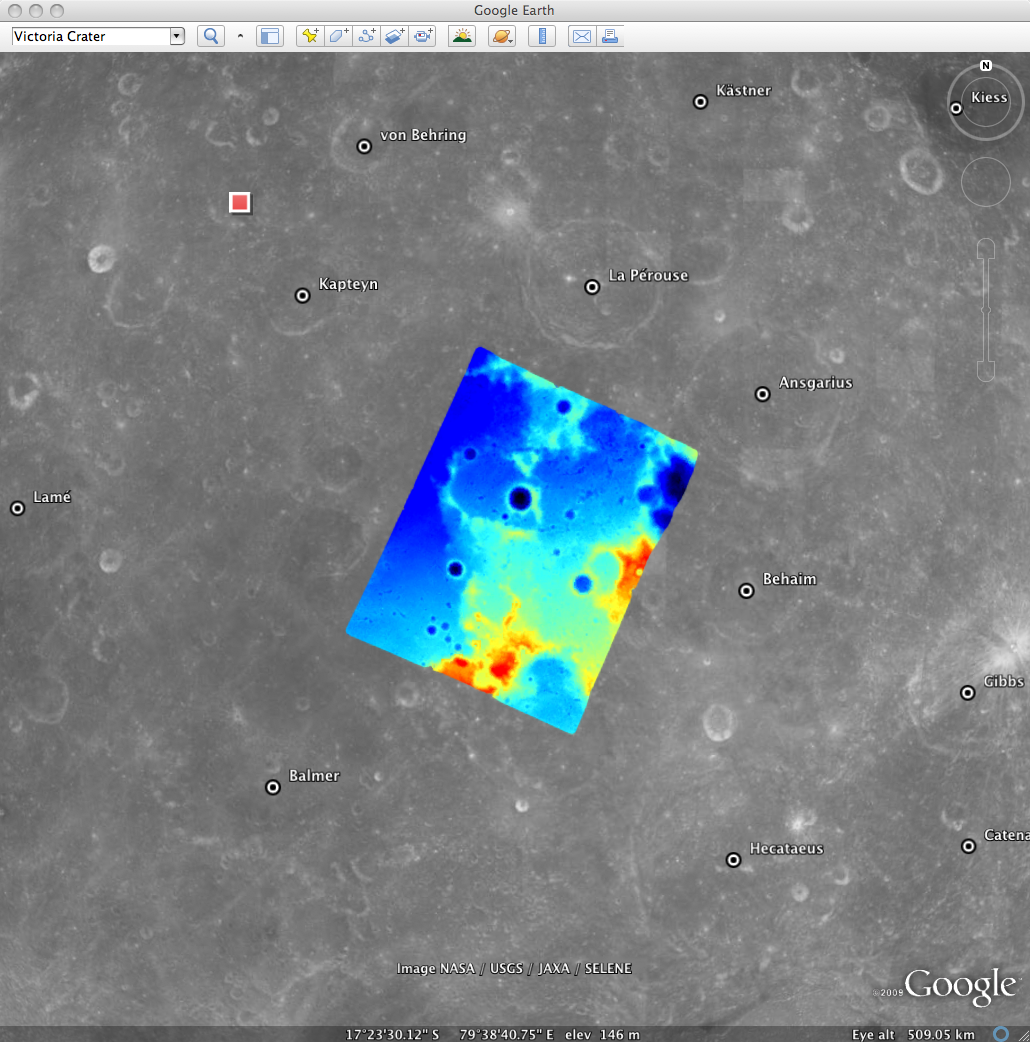 Google Earth
Victoria Crater
N
Kästner
Kiess
von Behring
La Pérouse
Kapteyn
Ansgarius
Lamé
Behaim
Gibbs
Balmer
Catena
Hecataeus
Image NASA / USGS / JAXA / SELENE
©2009 Google™
17°23'30.12" S 79°38'40.75" E elev 146 m
Eye alt 509.05 km